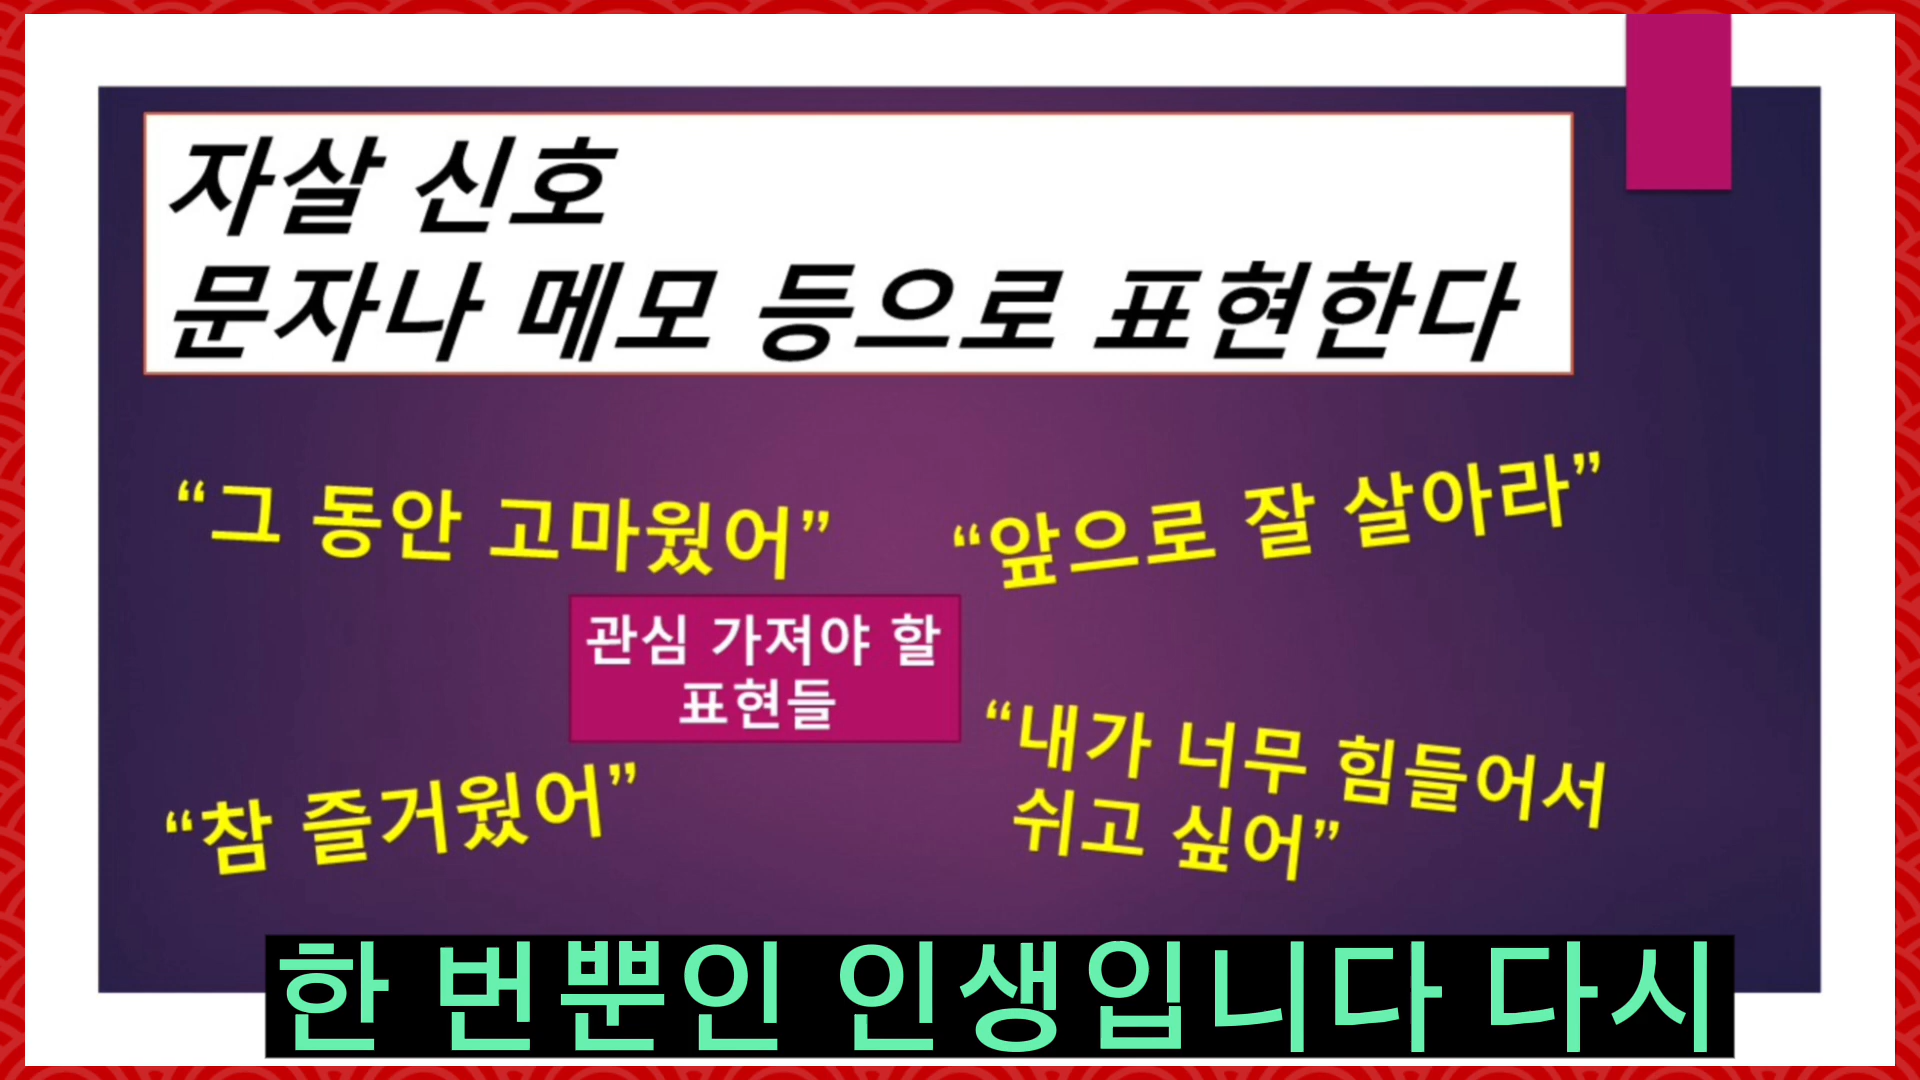 자살 신호
문자나 메모 등으로 표현한다
“그 동안 고마웠어”
“앞으로 잘 살아라”
관심 가져야 할
표현들
“참 즐거웠어”
“내가 너무 힘들어서
쉬고 싶어”
한 번뿐인 인생입니다 다시